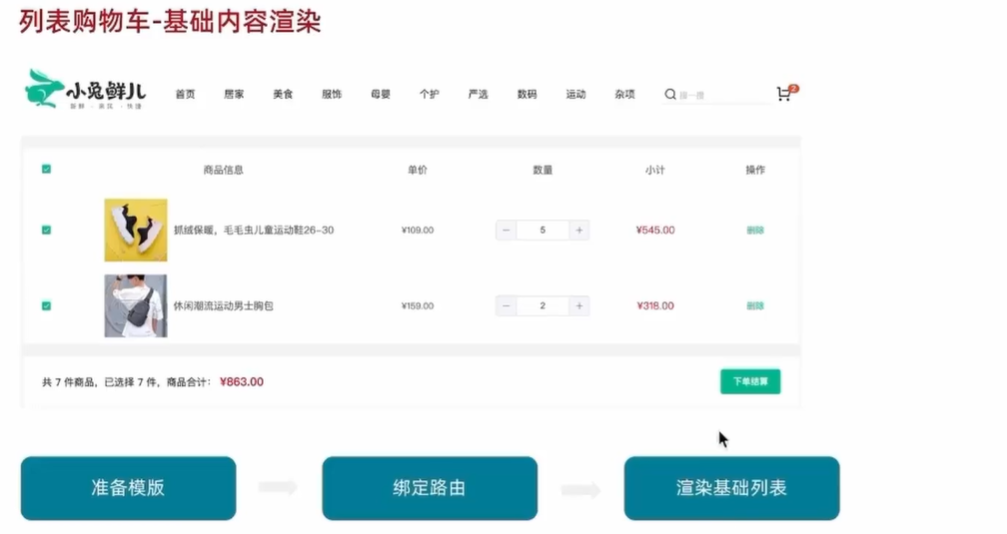 列表购物车-基础内容渲染
小兔鲜儿
新鲜·亲民·快捷
首页 居家 美食 服饰 母婴 个护 严选 数码 运动 杂项 搜一搜 2
商品信息 单价 数量 小计 操作
抓绒保暖，毛毛虫儿童运动鞋26-30 ¥109.00 − 5 + ¥545.00 删除
休闲潮流运动男士胸包 ¥159.00 − 2 + ¥318.00 删除
共 7 件商品，已选择 7 件，商品合计： ¥863.00 下单结算
准备模版 绑定路由 渲染基础列表